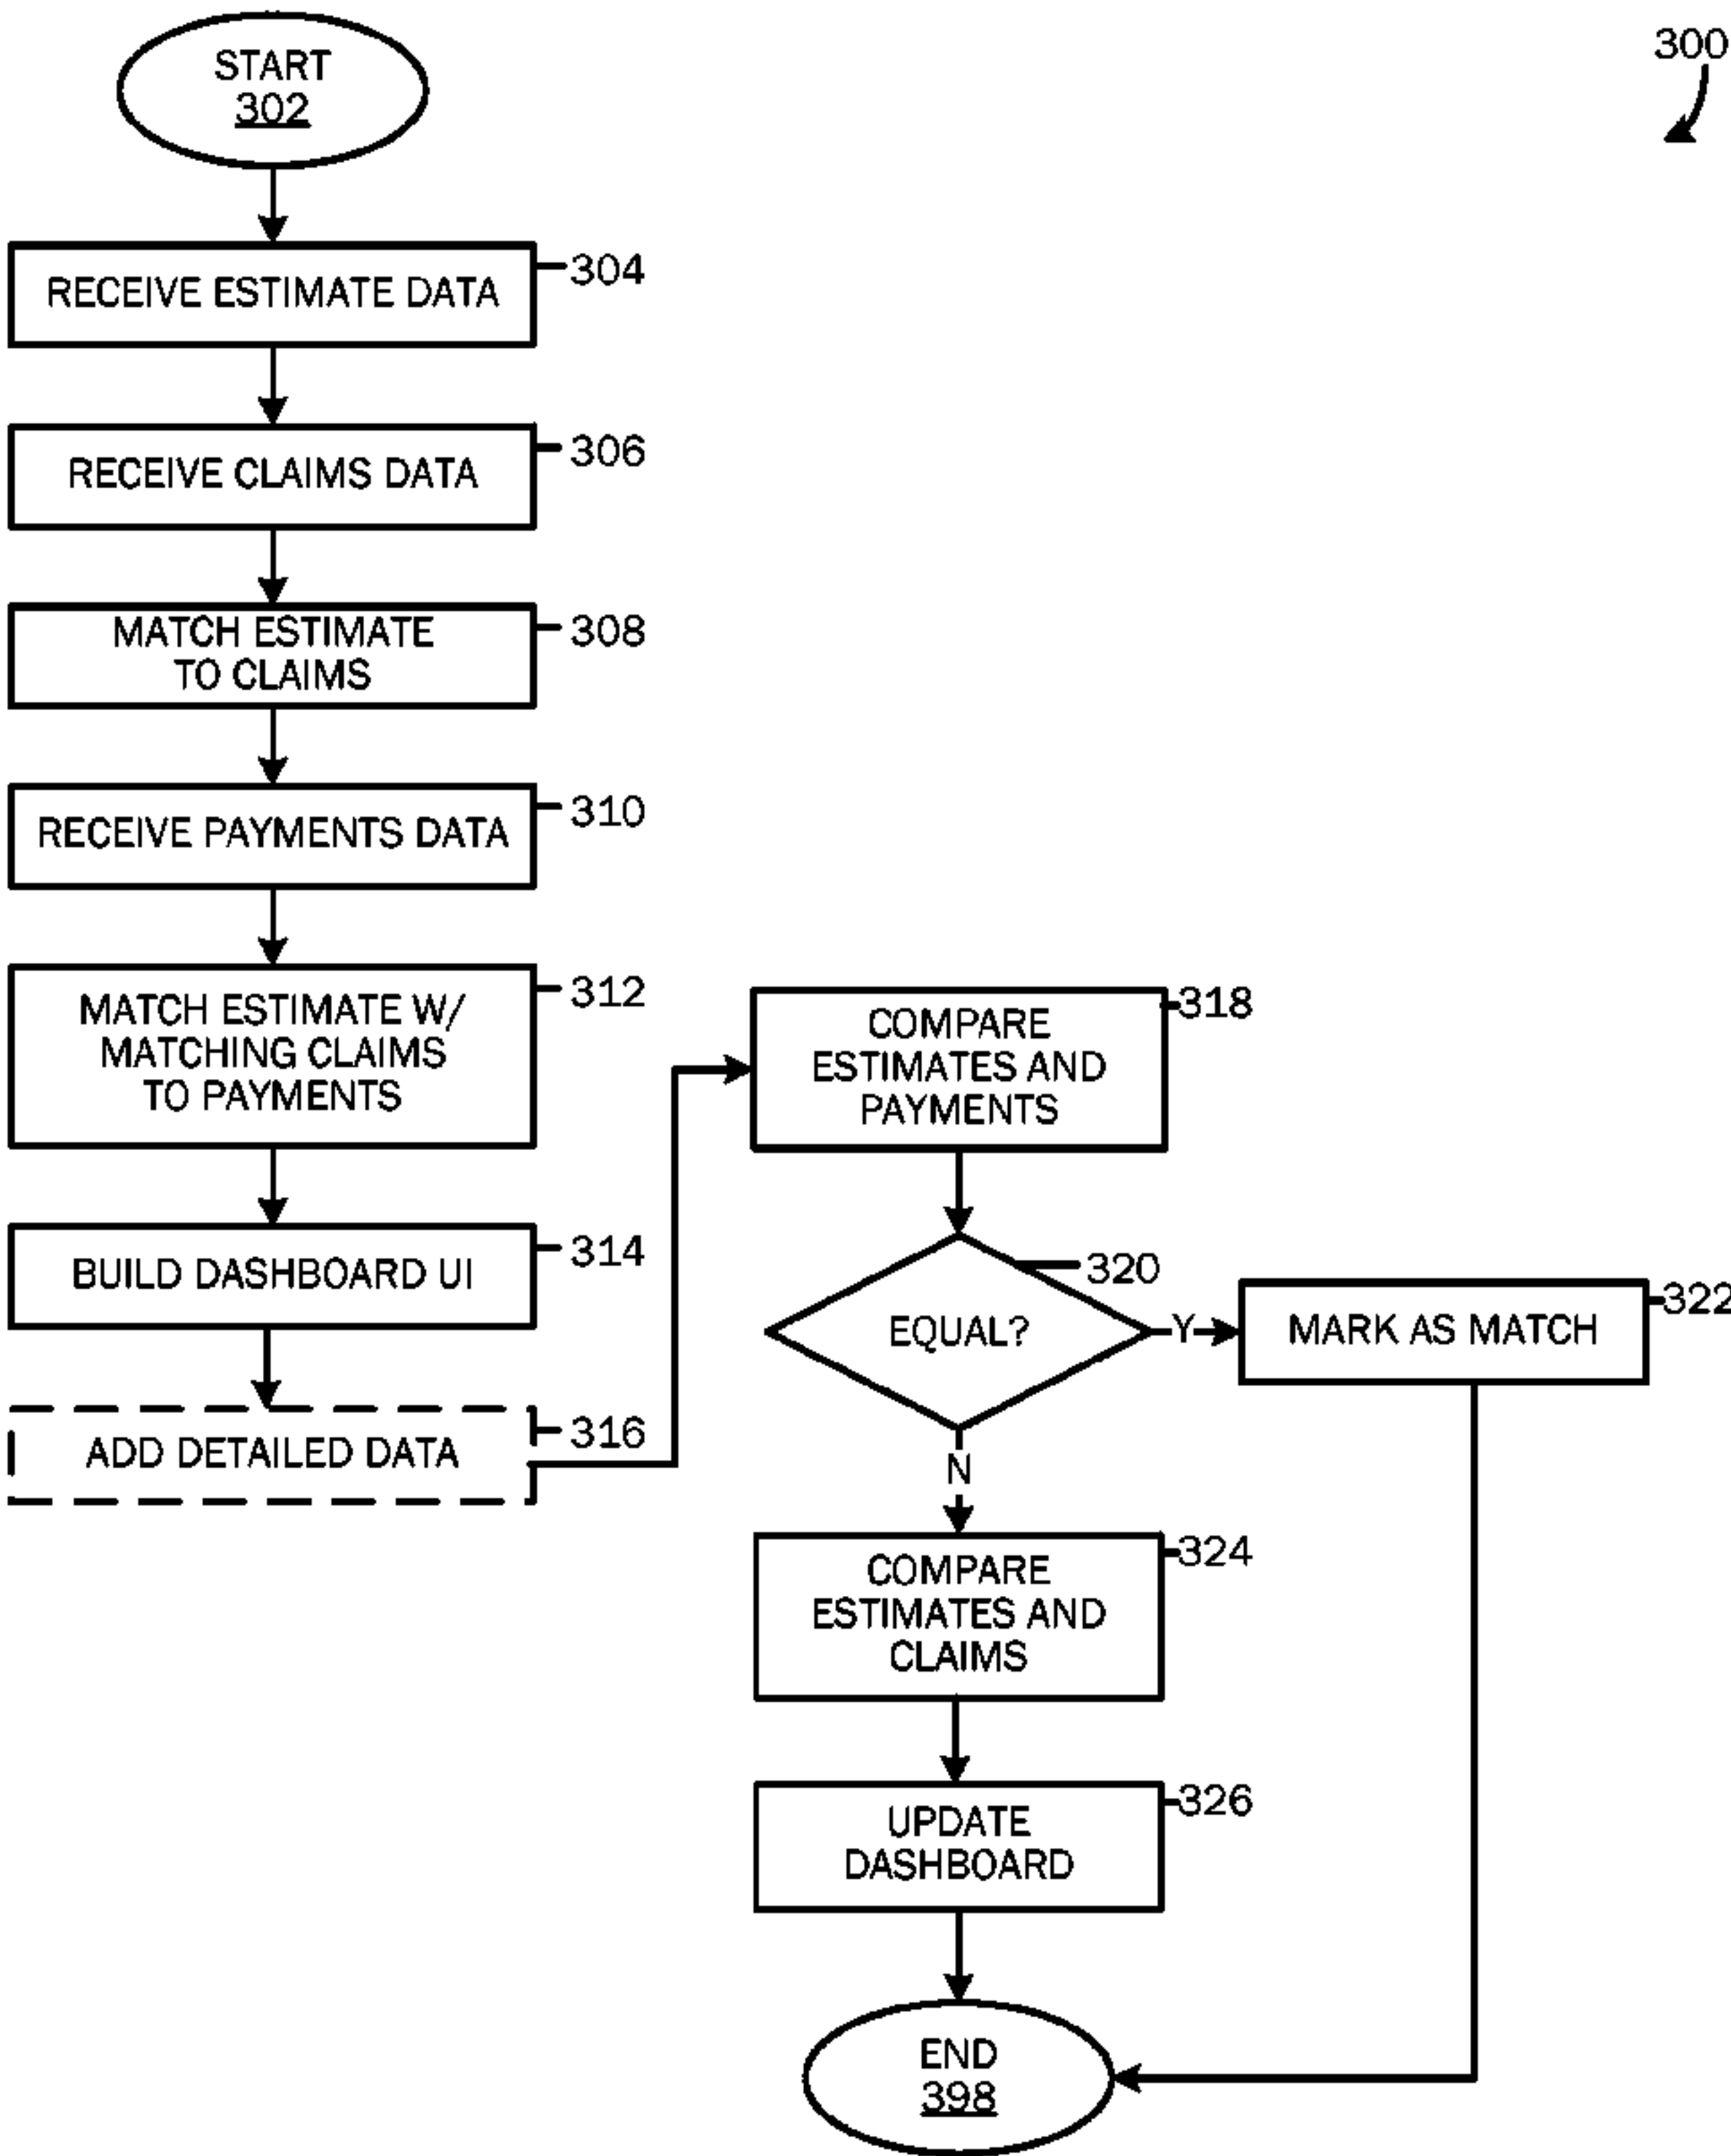 300
START
302
RECEIVE ESTIMATE DATA
304
RECEIVE CLAIMS DATA
306
MATCH ESTIMATE
TO CLAIMS
308
RECEIVE PAYMENTS DATA
310
MATCH ESTIMATE W/
MATCHING CLAIMS
TO PAYMENTS
312
BUILD DASHBOARD UI
314
ADD DETAILED DATA
316
COMPARE
ESTIMATES AND
PAYMENTS
318
EQUAL?
320
Y
MARK AS MATCH
322
N
COMPARE
ESTIMATES AND
CLAIMS
324
UPDATE
DASHBOARD
326
END
398